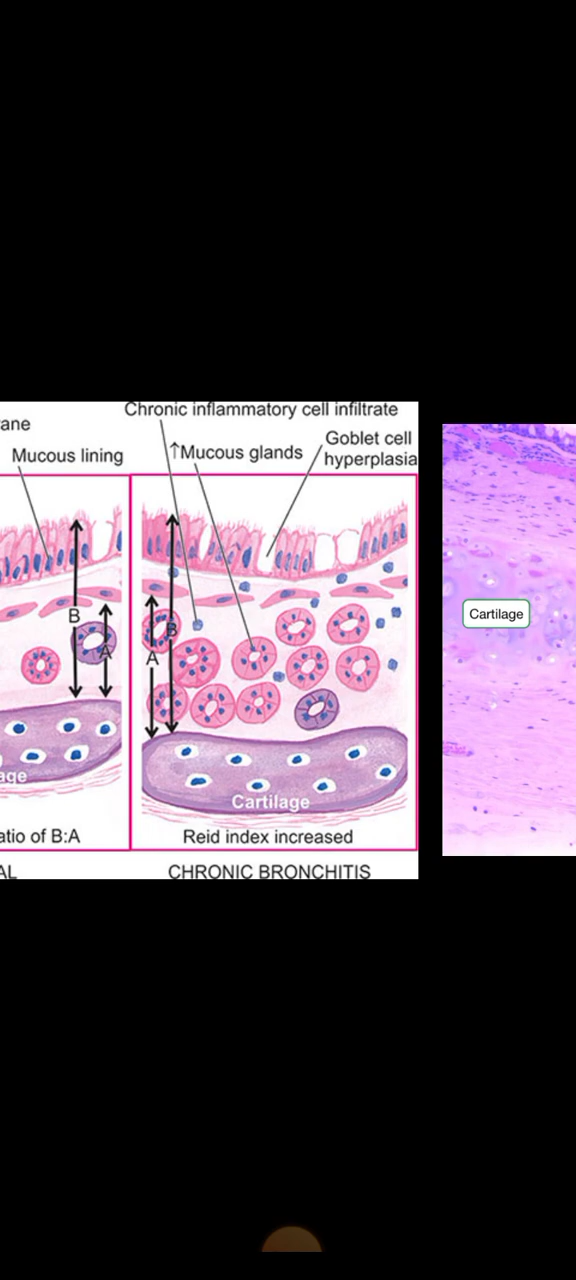 Chronic inflammatory cell infiltrate
rane
↑Mucous glands
Goblet cell
hyperplasia
Mucous lining
B
A
B
A
Cartilage
age
Cartilage
atio of B:A
Reid index increased
AL
CHRONIC BRONCHITIS